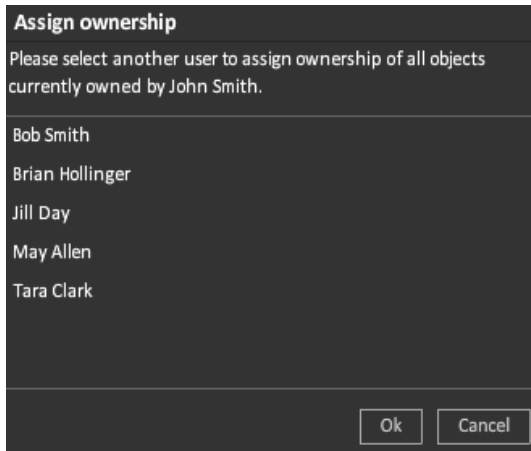 Assign ownership
Please select another user to assign ownership of all objects
currently owned by John Smith.
Bob Smith
Brian Hollinger
Jill Day
May Allen
Tara Clark
Ok Cancel